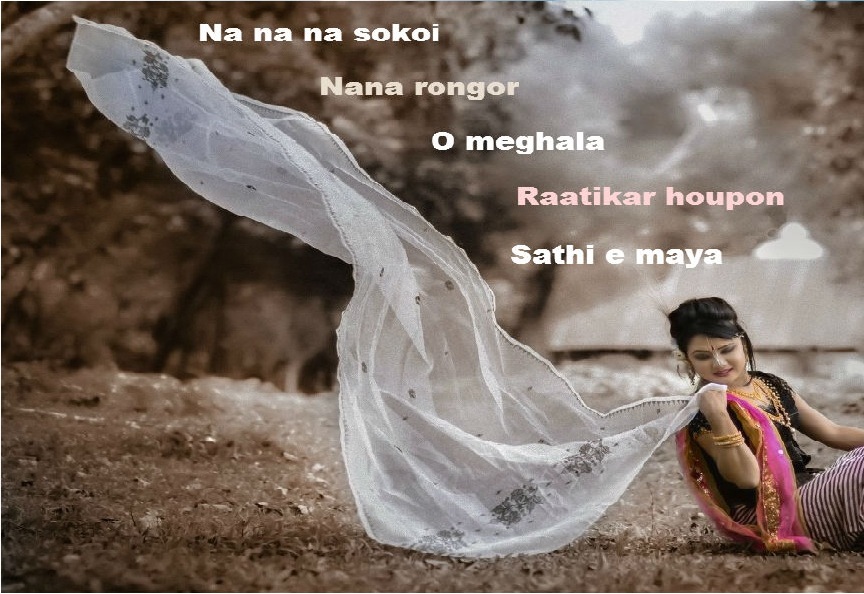 Na na na sokoi
Nana rongor
O meghala
Raatikar houpon
Sathi e maya